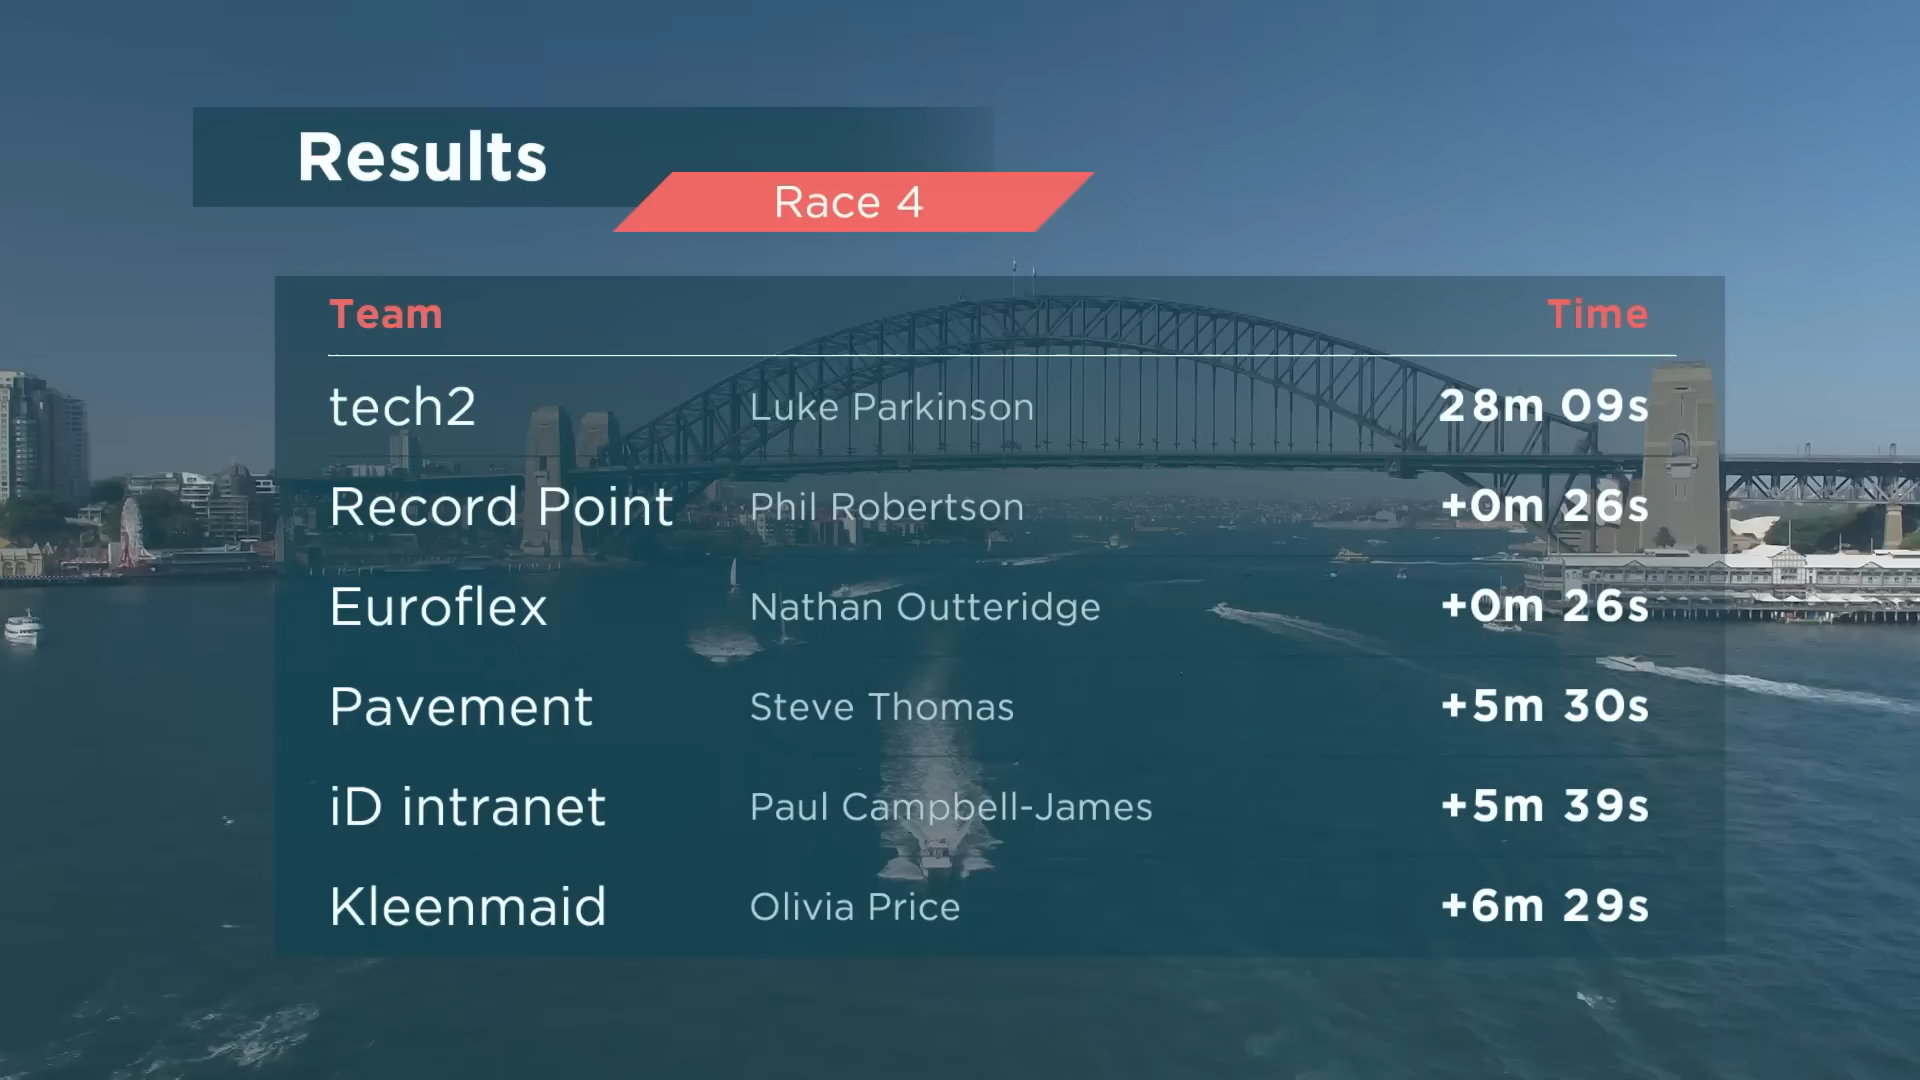 Results
Race 4
Team Time
tech2 Luke Parkinson 28m 09s
Record Point Phil Robertson +0m 26s
Euroflex Nathan Outteridge +0m 26s
Pavement Steve Thomas +5m 30s
iD intranet Paul Campbell-James +5m 39s
Kleenmaid Olivia Price +6m 29s